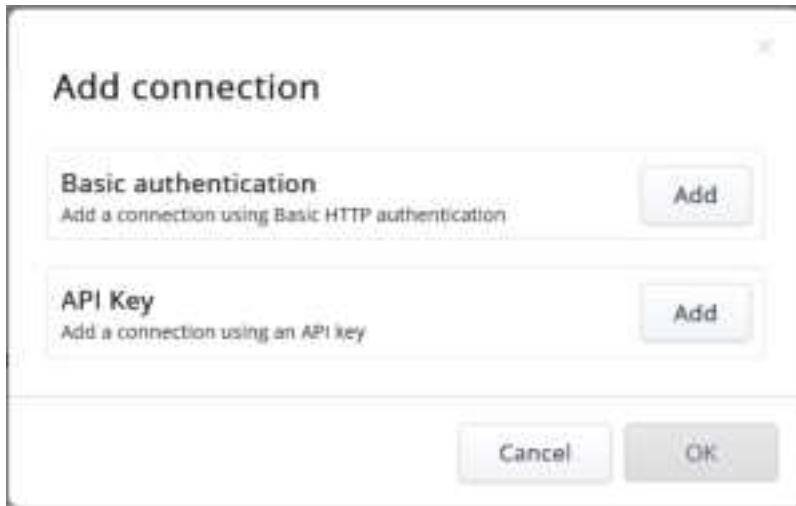 Add connection
Basic authentication
Add a connection using Basic HTTP authentication
Add
API Key
Add a connection using an API key
Add
Cancel
OK